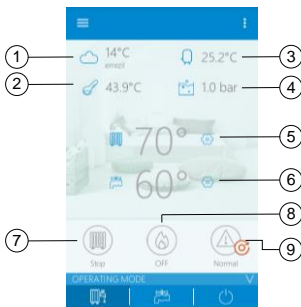 1
14°C
emezil
3
25.2°C
2
43.9°C
4
1.0 bar
70°
5
60°
6
8
7
9
Stop
OFF
Normal
OPERATING MODE